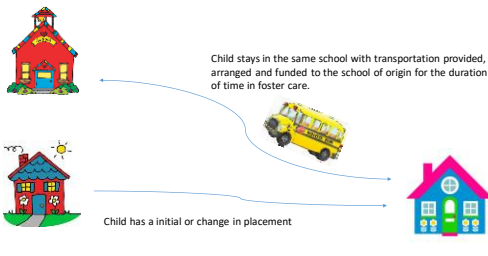 Child stays in the same school with transportation provided,
arranged and funded to the school of origin for the duration
of time in foster care.
Child has a initial or change in placement